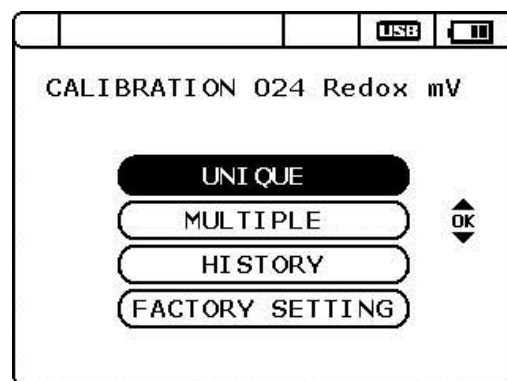 USB
CALIBRATION 024 Redox mV
UNIQUE
MULTIPLE
OK
HISTORY
FACTORY SETTING